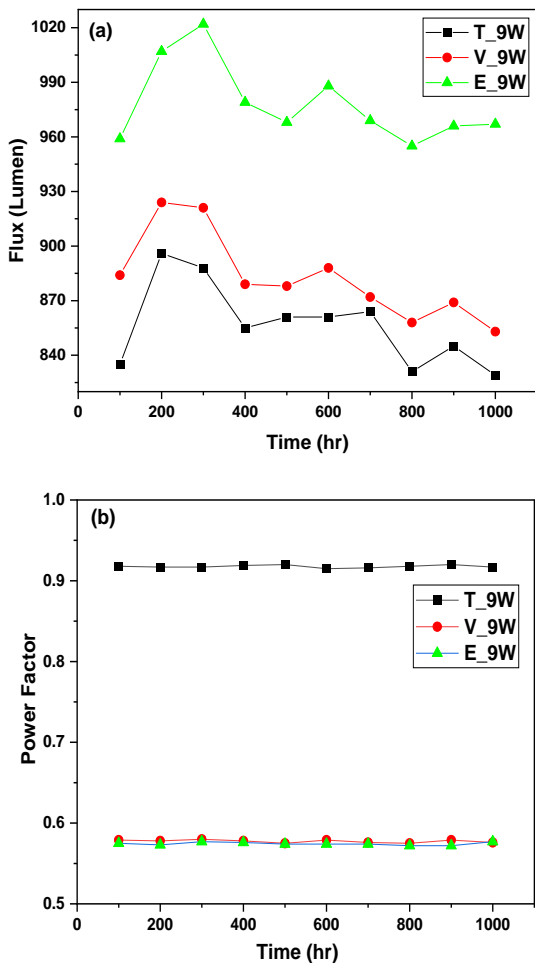 (a)
T_9W
V_9W
E_9W
1020
990
960
930
900
870
840
Flux (Lumen)
0 200 400 600 800 1000
Time (hr)
(b)
T_9W
V_9W
E_9W
1.0
0.9
0.8
0.7
0.6
0.5
Power Factor
0 200 400 600 800 1000
Time (hr)